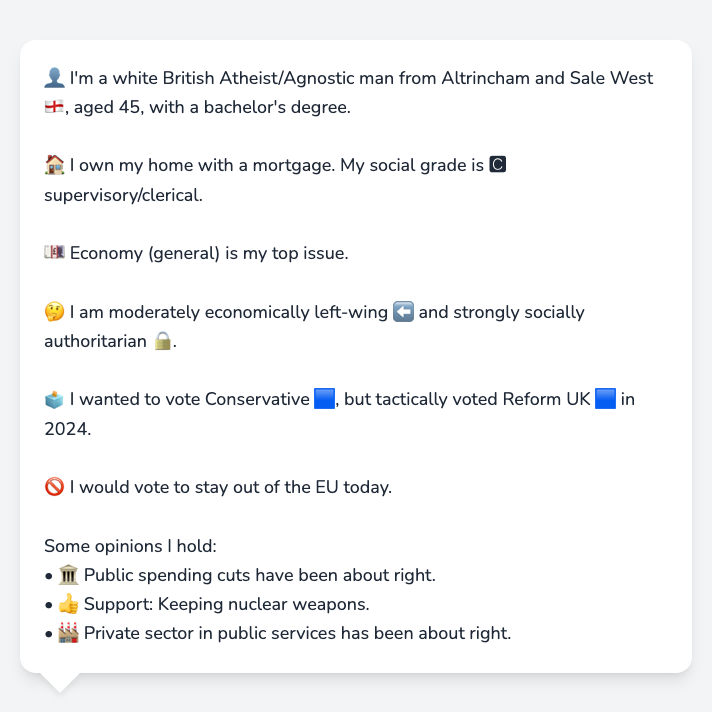 👤 I'm a white British Atheist/Agnostic man from Altrincham and Sale West
🏴󠁧󠁢󠁥󠁮󠁧󠁿, aged 45, with a bachelor's degree.
🏠 I own my home with a mortgage. My social grade is 🅲
supervisory/clerical.
💷 Economy (general) is my top issue.
🤔 I am moderately economically left-wing ⬅️ and strongly socially
authoritarian 🔒.
🗳️ I wanted to vote Conservative 🟦, but tactically voted Reform UK 🟦 in
2024.
🚫 I would vote to stay out of the EU today.
Some opinions I hold:
• 🏛️ Public spending cuts have been about right.
• 👍 Support: Keeping nuclear weapons.
• 🏭 Private sector in public services has been about right.